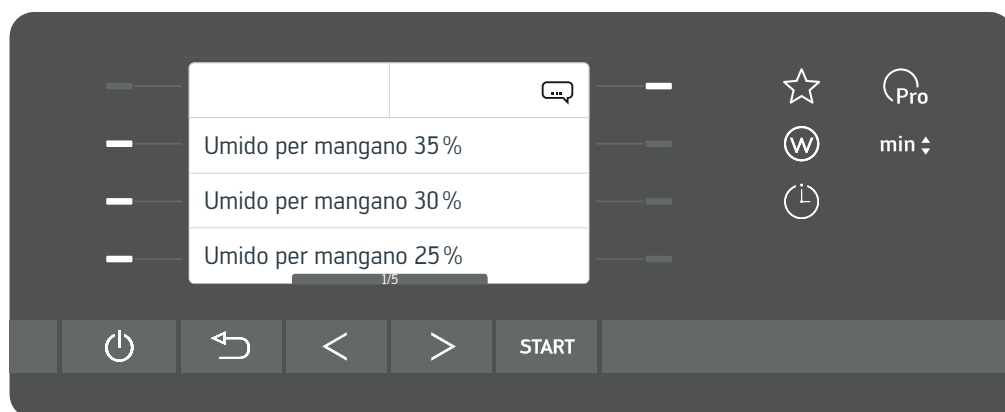 Umido per mangano 35 %
Umido per mangano 30 %
Umido per mangano 25 %
1/5
Pro
W
min
START